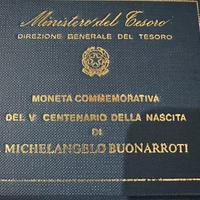 Ministero del Tesoro
DIREZIONE GENERALE DEL TESORO
MONETA COMMEMORATIVA
DEL V CENTENARIO DELLA NASCITA
DI
MICHELANGELO BUONARROTI